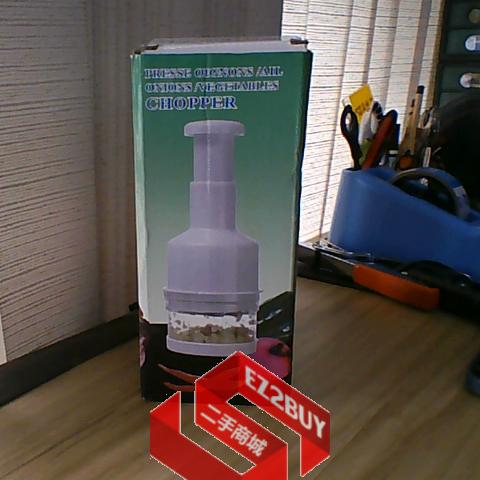 PRESSE OIGNONS /AIL
ONIONS /VEGETABLES
CHOPPER
EZ2BUY
二手商城